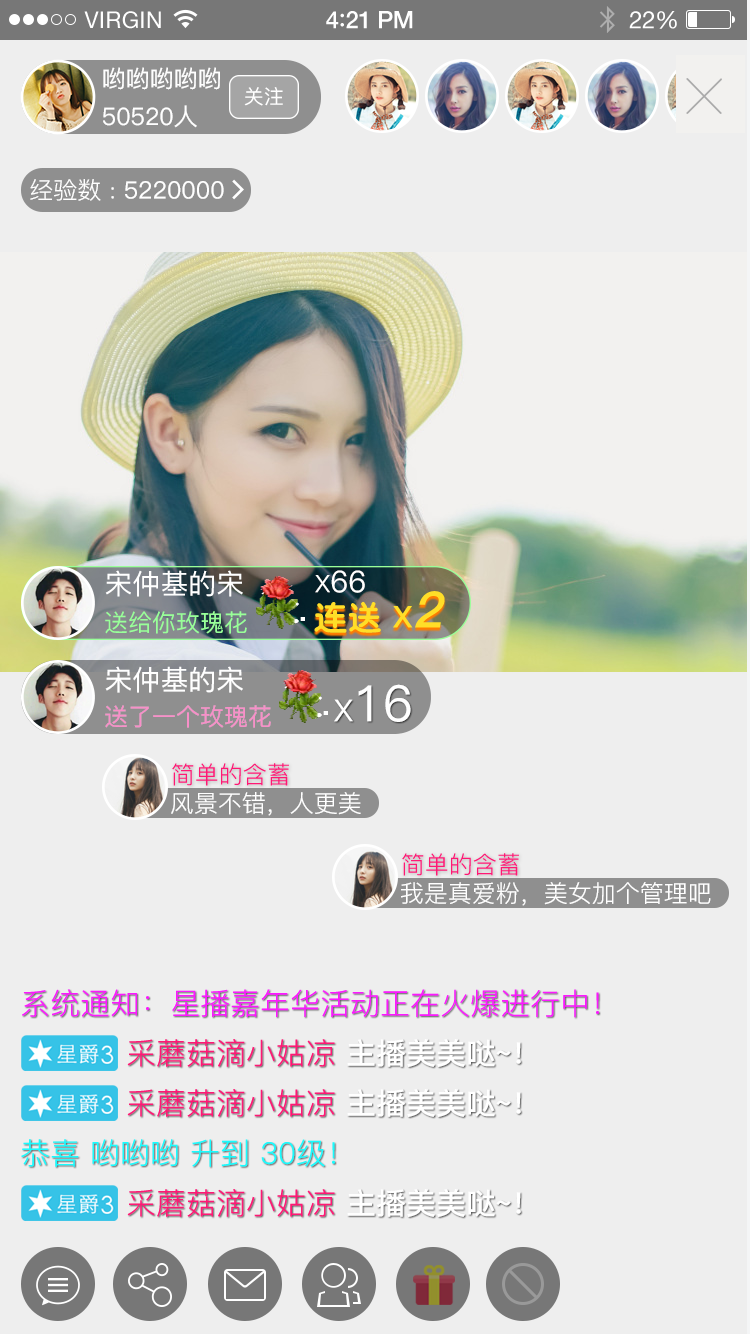 VIRGIN 4:21 PM 22%
哟哟哟哟哟
50520人
关注
经验数：5220000
宋仲基的宋
送给你玫瑰花
x66
连送 x2
宋仲基的宋
送了一个玫瑰花
x16
简单的含蓄
风景不错，人更美
简单的含蓄
我是真爱粉，美女加个管理吧
系统通知：星播嘉年华活动正在火爆进行中！
星爵3 采蘑菇滴小姑凉 主播美美哒~！
星爵3 采蘑菇滴小姑凉 主播美美哒~！
恭喜 哟哟哟 升到 30级！
星爵3 采蘑菇滴小姑凉 主播美美哒~！